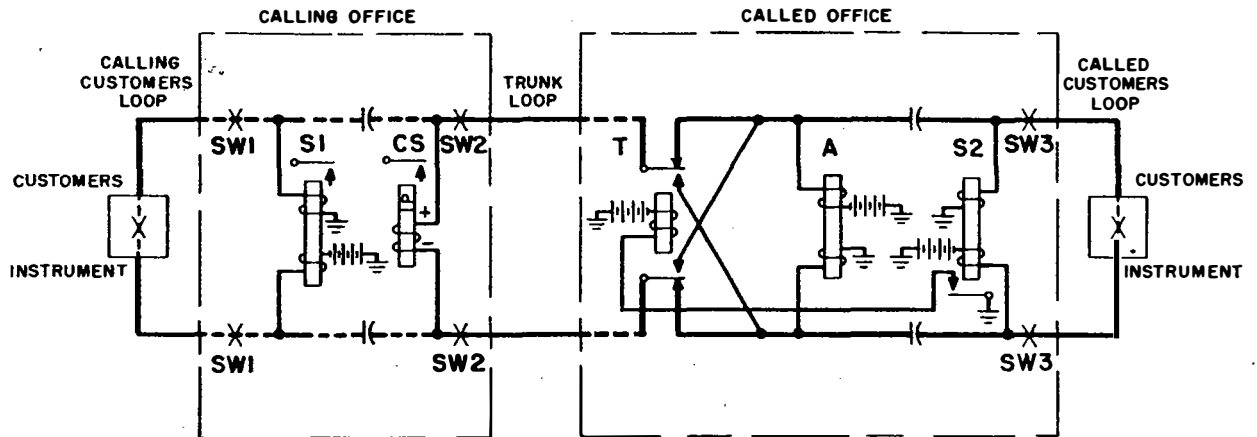 CALLING OFFICE
CALLED OFFICE
CALLING
CUSTOMERS
LOOP
TRUNK
LOOP
CALLED
CUSTOMERS
LOOP
SW1
S1
CS
SW2
T
A
S2
SW3
CUSTOMERS
INSTRUMENT
+
-
CUSTOMERS
INSTRUMENT
SW1
SW2
SW3